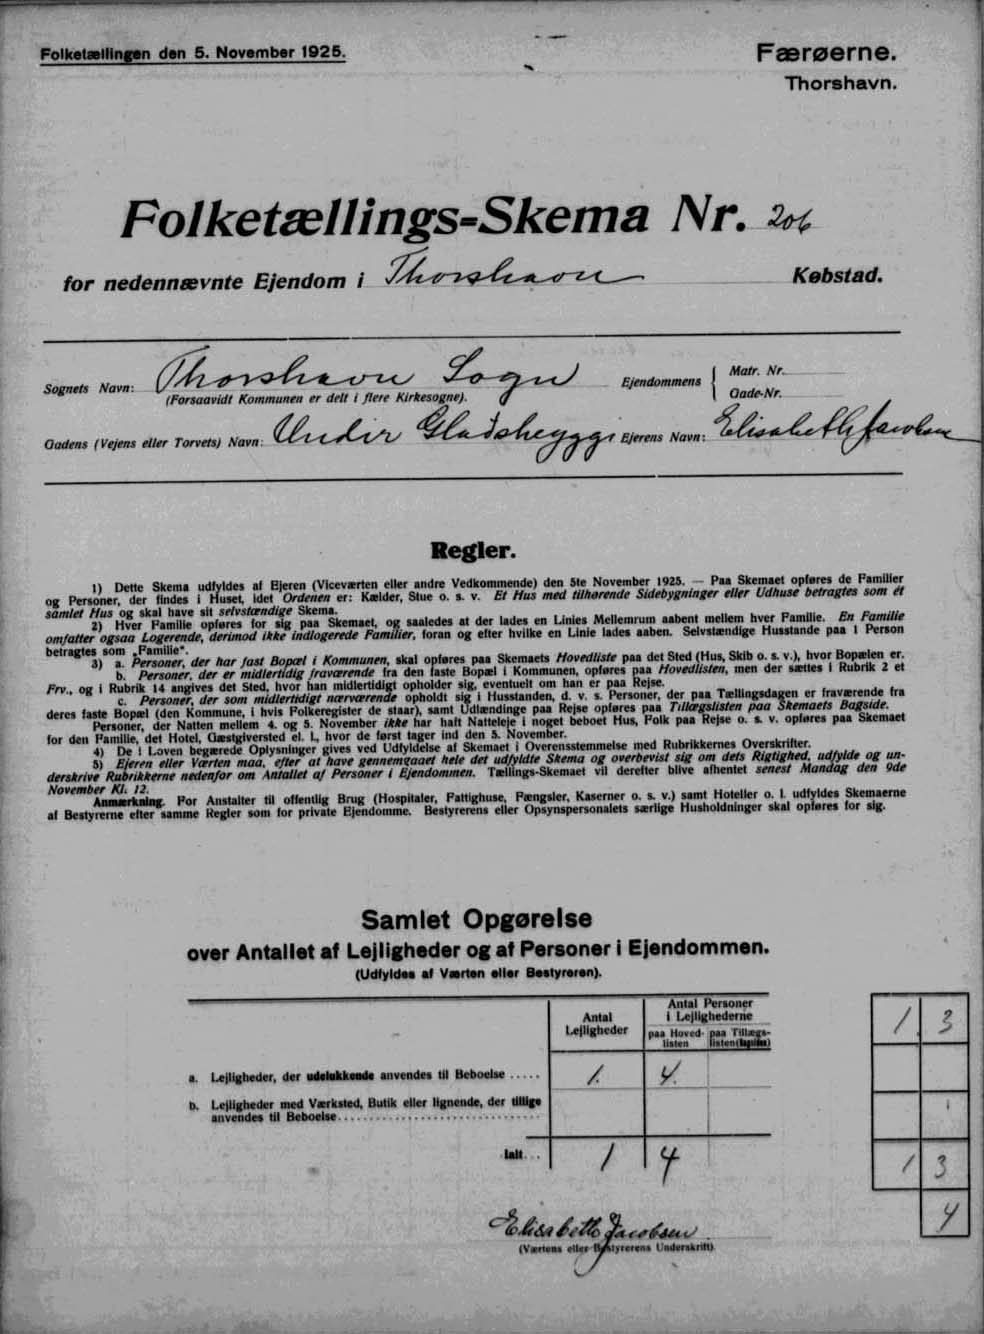 Folketællingen den 5. November 1925.
Færøerne.
Thorshavn.
Folketællings-Skema Nr. 206
for nedennævnte Ejendom i Thorshavn Købstad.
Sognets Navn: Thorshavn Sogn Ejendommens { Matr. Nr.
(Forsaavidt Kommunen er delt i flere Kirkesogne). Gade-Nr.
Gadens (Vejens eller Torvets) Navn: Undir Gladsheyggi Ejerens Navn: Elisabeth Jacobsen
Regler.
1) Dette Skema udfyldes af Ejeren (Viceværten eller andre Vedkommende) den 5te November 1925. — Paa Skemaet opføres de Familier
og Personer, der findes i Huset, idet Ordenen er: Kælder, Stue o. s. v. Et Hus med tilhørende Sidebygninger eller Udhuse betragtes som ét
samlet Hus og skal have sit selvstændige Skema.
2) Hver Familie opføres for sig paa Skemaet, og saaledes at der lades en Linies Mellemrum aabent mellem hver Familie. En Familie
omfatter ogsaa Logerende, derimod ikke indlogerede Familier, foran og efter hvilke en Linie lades aaben. Selvstændige Husstande paa 1 Person
betragtes som „Familie".
3) a. Personer, der har fast Bopæl i Kommunen, skal opføres paa Skemaets Hovedliste paa det Sted (Hus, Skib o. s. v.), hvor Bopælen er.
b. Personer, der er midlertidig fraværende fra den faste Bopæl i Kommunen, opføres paa Hovedlisten, men der sættes i Rubrik 2 et
Frv., og i Rubrik 14 angives det Sted, hvor han midlertidigt opholder sig, eventuelt om han er paa Rejse.
c. Personer, der som midlertidigt nærværende opholdt sig i Husstanden, d. v. s. Personer, der paa Tællingsdagen er fraværende fra
deres faste Bopæl (den Kommune, i hvis Folkeregister de staar), samt Udlændinge paa Rejse opføres paa Tillægslisten paa Skemaets Bagside.
Personer, der Natten mellem 4. og 5. November ikke har haft Natteleje i noget beboet Hus, Folk paa Rejse o. s. v. opføres paa Skemaet
for den Familie, det Hotel, Gæstgiversted el. l., hvor de først tager ind den 5. November.
4) De i Loven begærede Oplysninger gives ved Udfyldelse af Skemaet i Overensstemmelse med Rubrikkernes Overskrifter.
5) Ejeren eller Værten maa, efter at have gennemgaaet hele det udfyldte Skema og overbevist sig om dets Rigtighed, udfylde og un-
derskrive Rubrikkerne nedenfor om Antallet af Personer i Ejendommen. Tællings-Skemaet vil derefter blive afhentet senest Mandag den 9de
November Kl. 12.
Anmærkning. For Anstalter til offentlig Brug (Hospitaler, Fattighuse, Fængsler, Kaserner o. s. v.) samt Hoteller o. l. udfyldes Skemaerne
af Bestyrerne efter samme Regler som for private Ejendomme. Bestyrerens eller Opsynspersonalets særlige Husholdninger skal opføres for sig.
Samlet Opgørelse
over Antallet af Lejligheder og af Personer i Ejendommen.
(Udfyldes af Værten eller Bestyreren).
Antal Lejligheder
Antal Personer i Lejlighederne
paa Hoved-listen paa Tillægs-listen (Bagsiden)
1 3
a. Lejligheder, der udelukkende anvendes til Beboelse ..... 1. 4.
b. Lejligheder med Værksted, Butik eller lignende, der tillige
anvendes til Beboelse
Ialt... 1 4
1 3
4
Elisabeth Jacobsen
(Værtens eller Bestyrerens Underskrift)